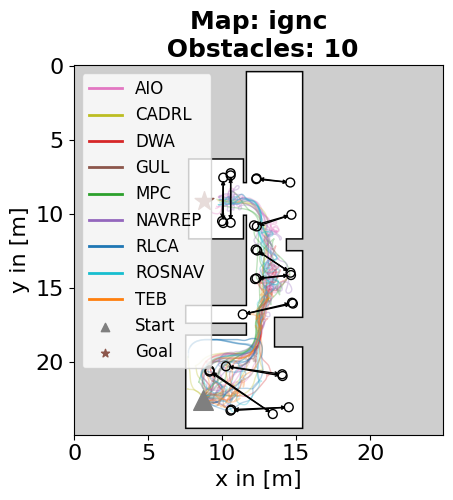 Map: ignc
Obstacles: 10
0
5
10
15
20
y in [m]
AIO
CADRL
DWA
GUL
MPC
NAVREP
RLCA
ROSNAV
TEB
Start
Goal
0
5
10
15
20
x in [m]